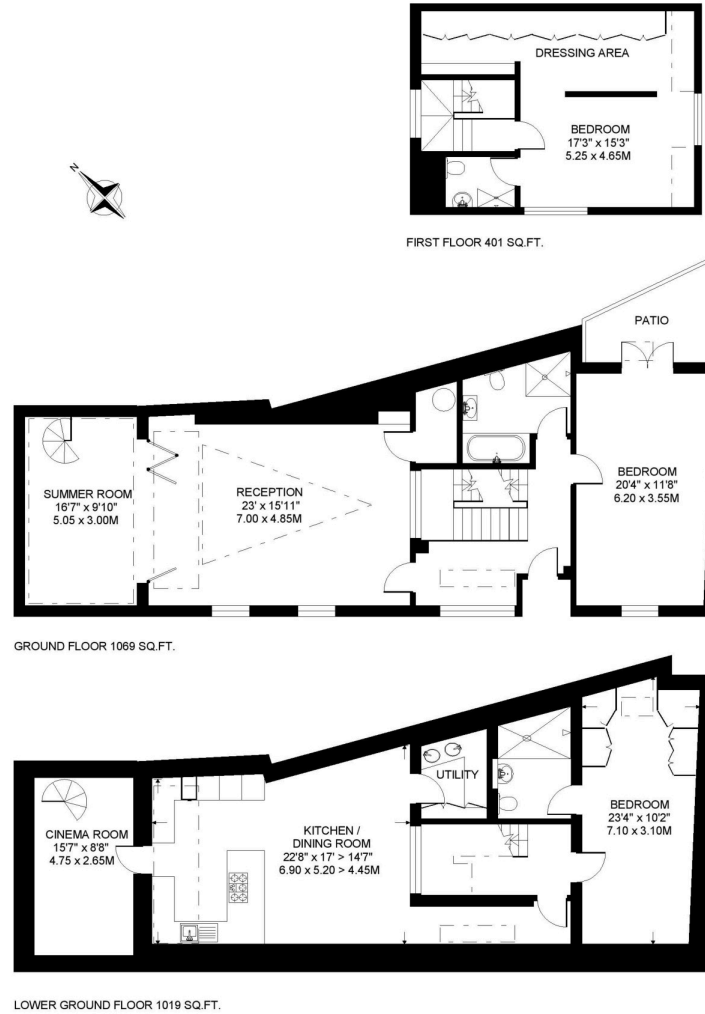 DRESSING AREA
BEDROOM
17'3" x 15'3"
5.25 x 4.65M
N
FIRST FLOOR 401 SQ.FT.
PATIO
SUMMER ROOM
16'7" x 9'10"
5.05 x 3.00M
RECEPTION
23' x 15'11"
7.00 x 4.85M
BEDROOM
20'4" x 11'8"
6.20 x 3.55M
GROUND FLOOR 1069 SQ.FT.
UTILITY
CINEMA ROOM
15'7" x 8'8"
4.75 x 2.65M
KITCHEN /
DINING ROOM
22'8" x 17' > 14'7"
6.90 x 5.20 > 4.45M
BEDROOM
23'4" x 10'2"
7.10 x 3.10M
LOWER GROUND FLOOR 1019 SQ.FT.